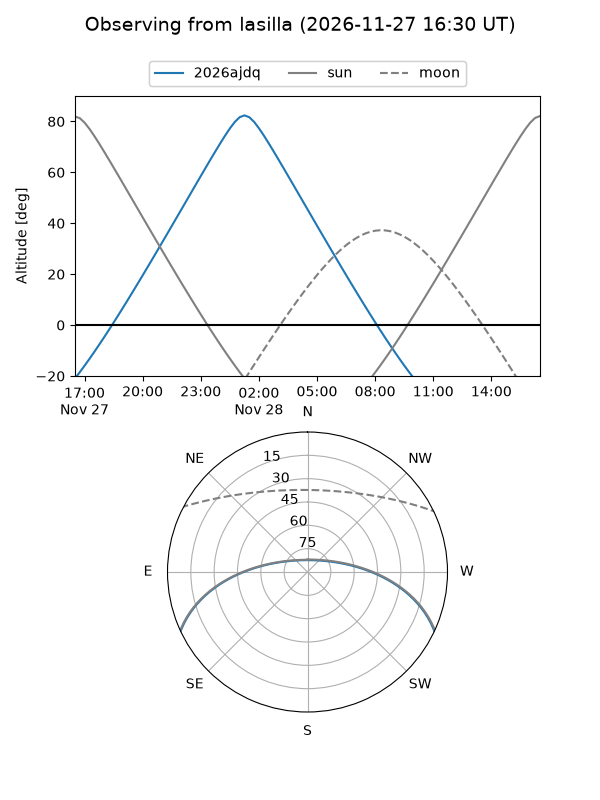 Observing from lasilla (2026-11-27 16:30 UT)
2026ajdq sun moon
Altitude [deg]
80
60
40
20
0
−20
17:00 20:00 23:00 02:00 05:00 08:00 11:00 14:00
Nov 27 Nov 28
N
NE NW
15
30
45
60
75
E W
SE SW
S